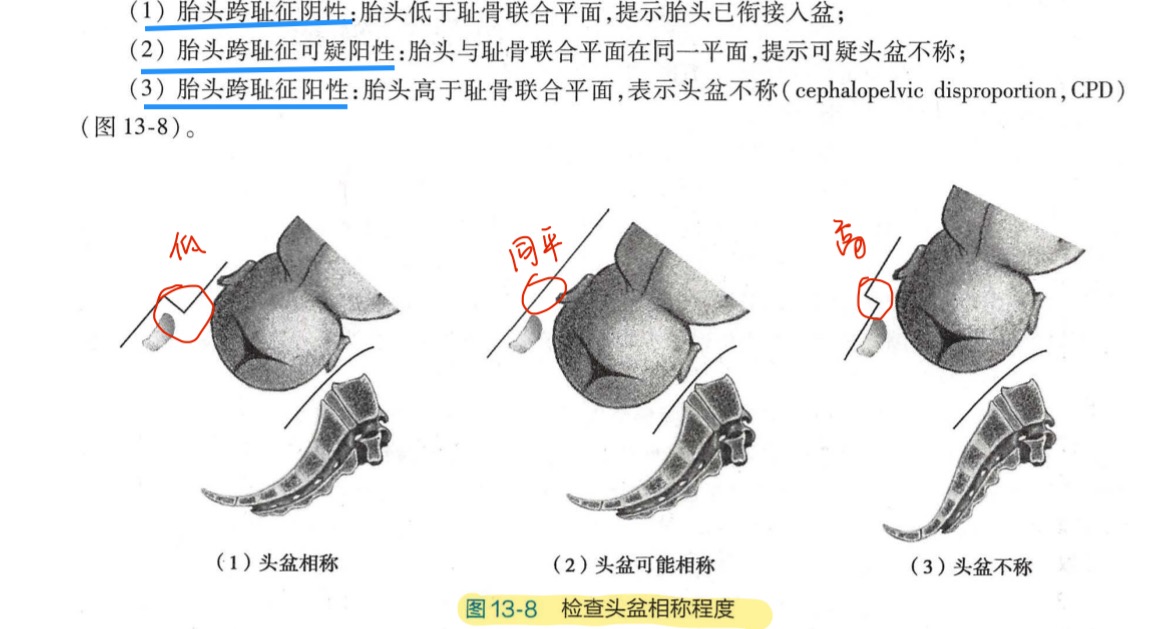 （1）胎头跨耻征阴性：胎头低于耻骨联合平面，提示胎头已衔接入盆；
（2）胎头跨耻征可疑阳性：胎头与耻骨联合平面在同一平面，提示可疑头盆不称；
（3）胎头跨耻征阳性：胎头高于耻骨联合平面，表示头盆不称（cephalopelvic disproportion，CPD）
（图 13-8）。
低
同平
高
（1）头盆相称
（2）头盆可能相称
（3）头盆不称
图 13-8 检查头盆相称程度